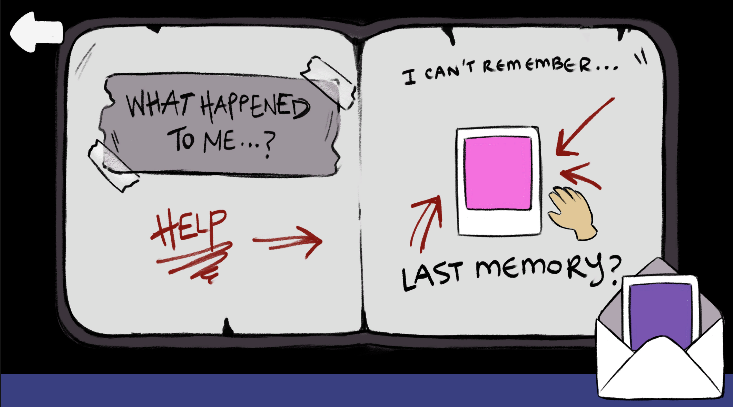 WHAT HAPPENED
TO ME...?
HELP
I CAN'T REMEMBER...
LAST MEMORY?